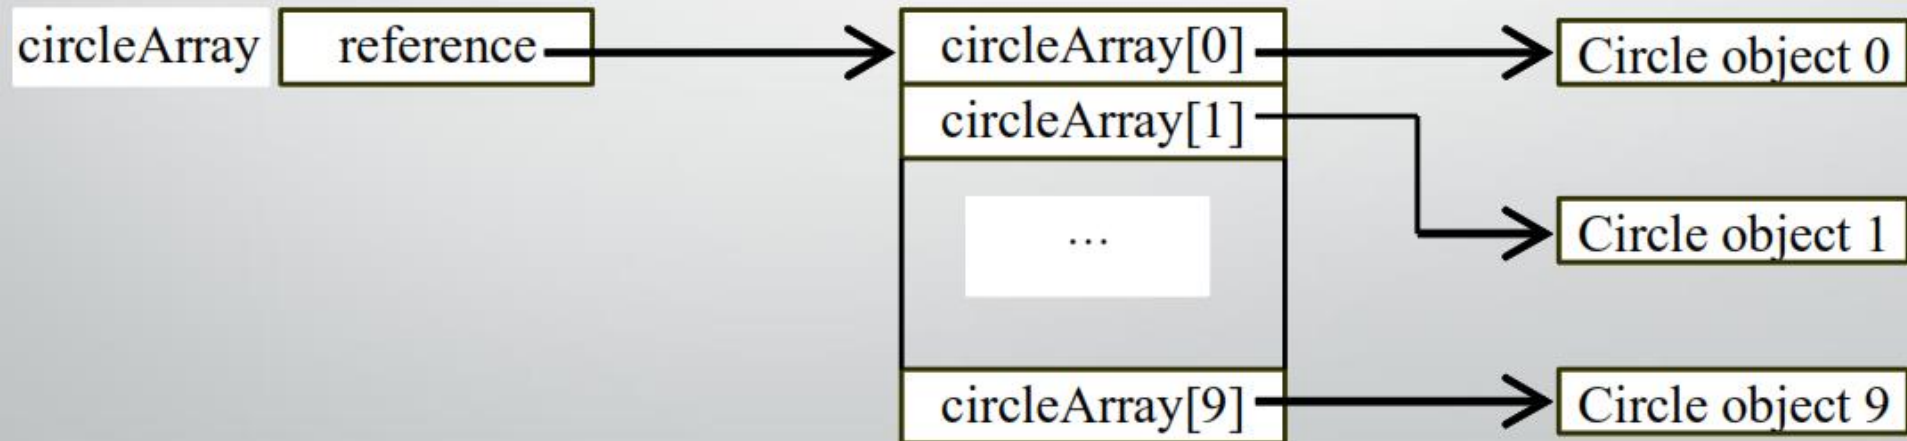 circleArray reference circleArray[0] Circle object 0
circleArray[1]
... Circle object 1
circleArray[9] Circle object 9